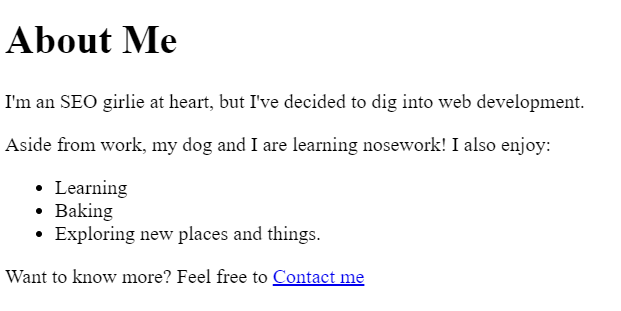 About Me
I'm an SEO girlie at heart, but I've decided to dig into web development.
Aside from work, my dog and I are learning nosework! I also enjoy:
• Learning
• Baking
• Exploring new places and things.
Want to know more? Feel free to Contact me